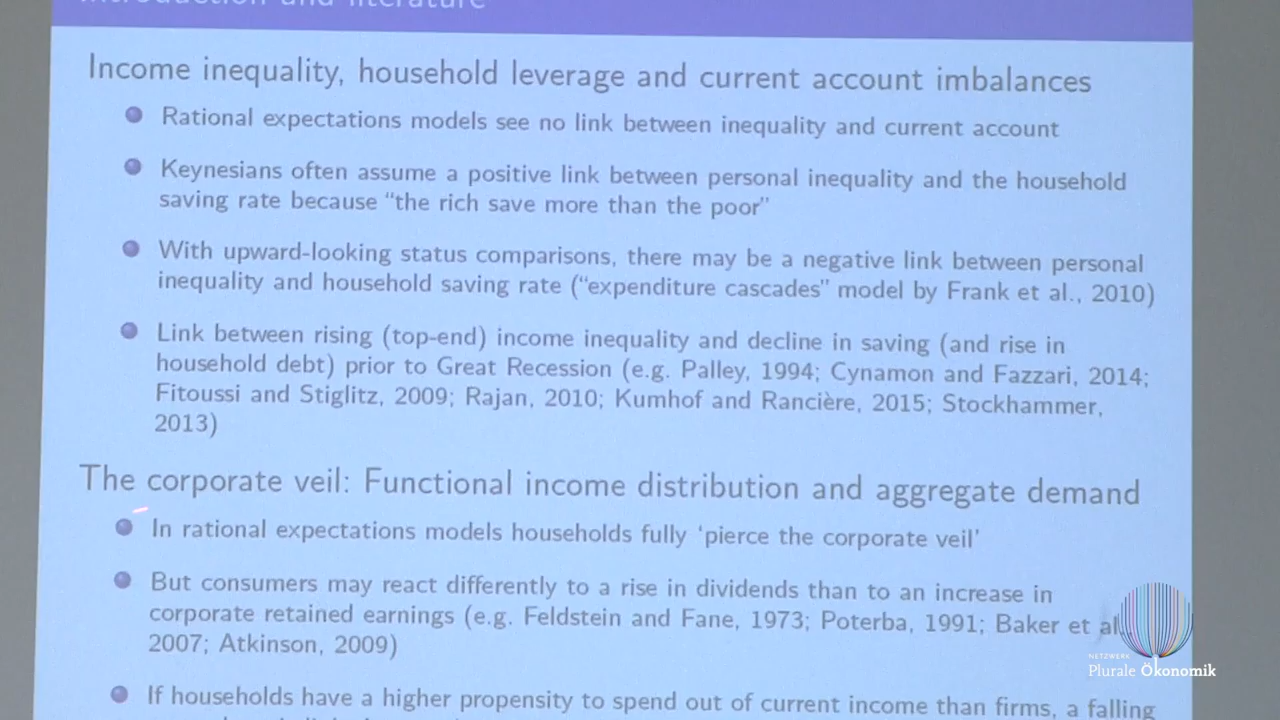 Introduction and literature
Income inequality, household leverage and current account imbalances
Rational expectations models see no link between inequality and current account
Keynesians often assume a positive link between personal inequality and the household
saving rate because “the rich save more than the poor”
With upward-looking status comparisons, there may be a negative link between personal
inequality and household saving rate (“expenditure cascades” model by Frank et al., 2010)
Link between rising (top-end) income inequality and decline in saving (and rise in
household debt) prior to Great Recession (e.g. Palley, 1994; Cynamon and Fazzari, 2014;
Fitoussi and Stiglitz, 2009; Rajan, 2010; Kumhof and Rancière, 2015; Stockhammer,
2013)
The corporate veil: Functional income distribution and aggregate demand
In rational expectations models households fully ‘pierce the corporate veil’
But consumers may react differently to a rise in dividends than to an increase in
corporate retained earnings (e.g. Feldstein and Fane, 1973; Poterba, 1991; Baker et al.,
2007; Atkinson, 2009)
If households have a higher propensity to spend out of current income than firms, a falling
NETZWERK
Plurale Ökonomik